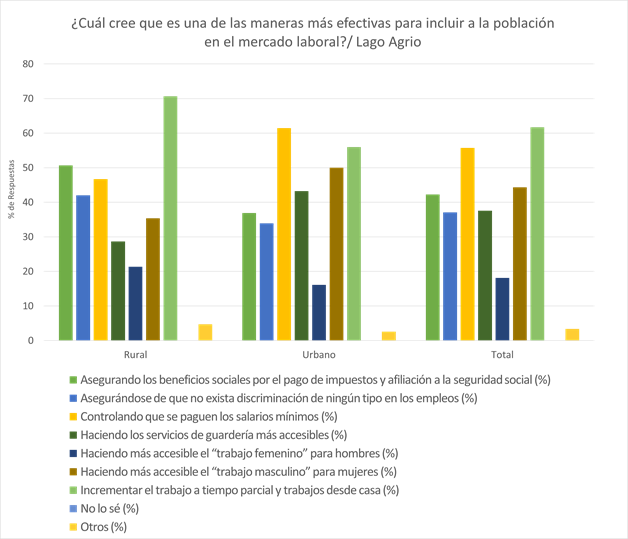 ¿Cuál cree que es una de las maneras más efectivas para incluir a la población
en el mercado laboral?/ Lago Agrio
80
70
60
50
40
30
20
10
0
% de Respuestas
Rural Urbano Total
Asegurando los beneficios sociales por el pago de impuestos y afiliación a la seguridad social (%)
Asegurándose de que no exista discriminación de ningún tipo en los empleos (%)
Controlando que se paguen los salarios mínimos (%)
Haciendo los servicios de guardería más accesibles (%)
Haciendo más accesible el “trabajo femenino” para hombres (%)
Haciendo más accesible el “trabajo masculino” para mujeres (%)
Incrementar el trabajo a tiempo parcial y trabajos desde casa (%)
No lo sé (%)
Otros (%)